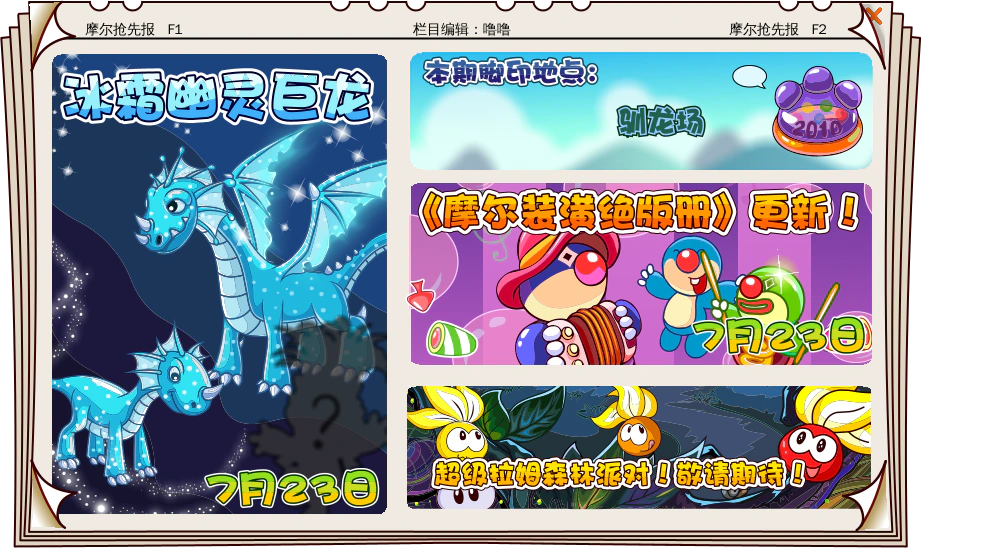 摩尔抢先报 F1
栏目编辑：噜噜
摩尔抢先报 F2
冰霜幽灵巨龙
?
7月23日
本期脚印地点：
驯龙场
2010
《摩尔装潢绝版册》更新！
7月23日
超级拉姆森林派对！敬请期待！